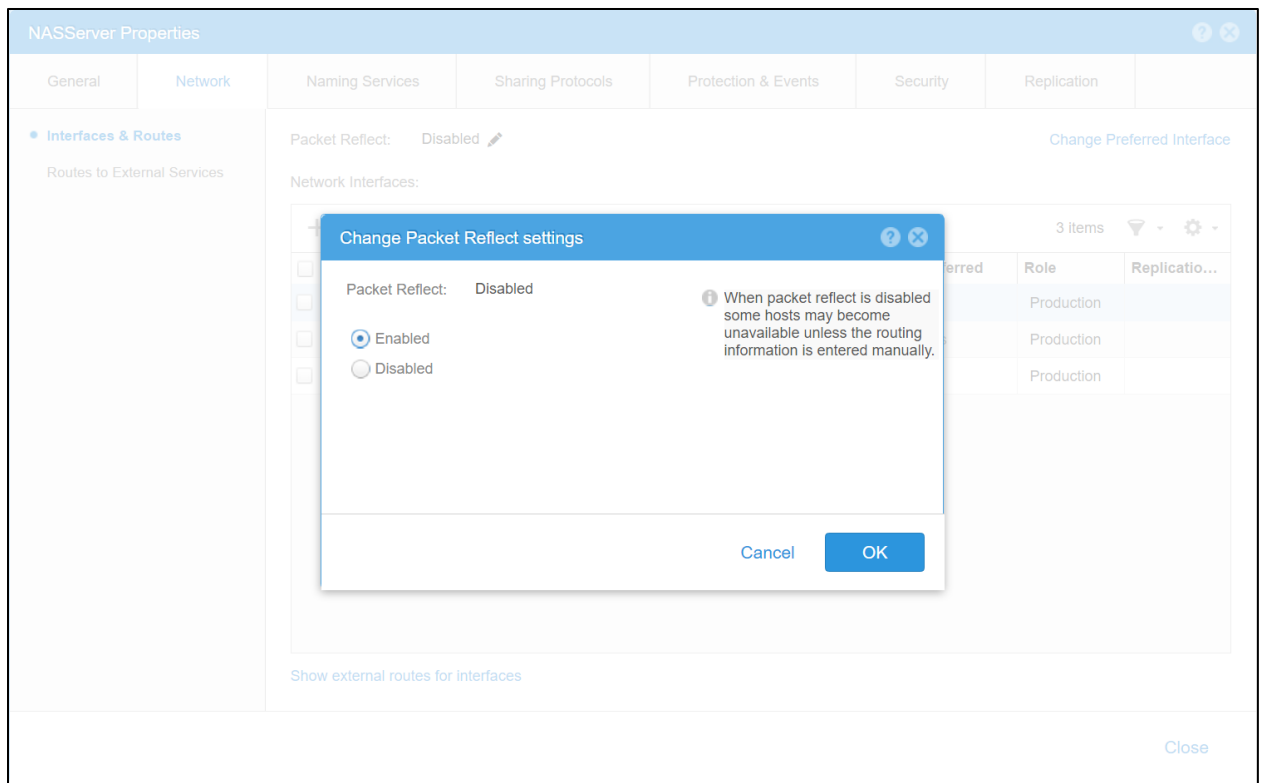 NASServer Properties
General Network Naming Services Sharing Protocols Protection & Events Security Replication
Interfaces & Routes
Routes to External Services
Packet Reflect: Disabled
Change Preferred Interface
Network Interfaces:
3 items
erred Role Replicatio...
Production
Production
Production
Change Packet Reflect settings
Packet Reflect: Disabled
Enabled
Disabled
When packet reflect is disabled
some hosts may become
unavailable unless the routing
information is entered manually.
Cancel OK
Show external routes for interfaces
Close